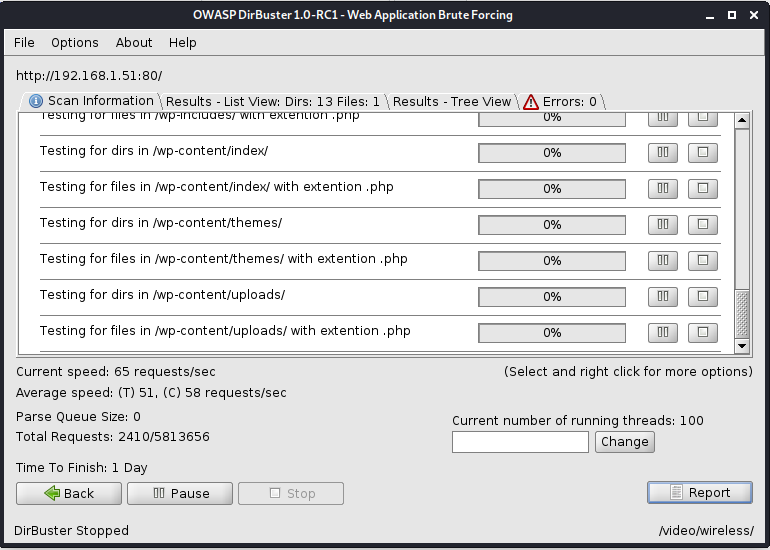 OWASP DirBuster 1.0-RC1 - Web Application Brute Forcing
File Options About Help
http://192.168.1.51:80/
Scan Information Results - List View: Dirs: 13 Files: 1 Results - Tree View Errors: 0
Testing for files in /wp-includes/ with extention .php 0%
Testing for dirs in /wp-content/index/ 0%
Testing for files in /wp-content/index/ with extention .php 0%
Testing for dirs in /wp-content/themes/ 0%
Testing for files in /wp-content/themes/ with extention .php 0%
Testing for dirs in /wp-content/uploads/ 0%
Testing for files in /wp-content/uploads/ with extention .php 0%
Current speed: 65 requests/sec (Select and right click for more options)
Average speed: (T) 51, (C) 58 requests/sec
Parse Queue Size: 0 Current number of running threads: 100
Total Requests: 2410/5813656 Change
Time To Finish: 1 Day
Back Pause Stop Report
DirBuster Stopped /video/wireless/